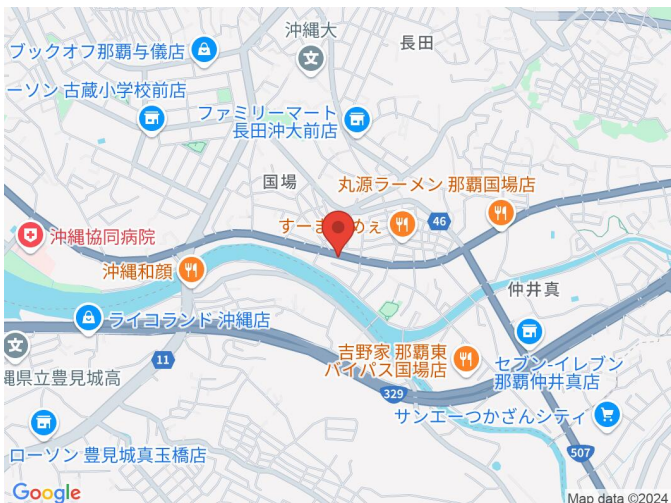 沖縄大
長田
ブックオフ那覇与儀店
ーソン 古蔵小学校前店
ファミリーマート
長田沖大前店
国場
丸源ラーメン 那覇国場店
すーま
めぇ
46
沖縄協同病院
沖縄和顔
仲井真
ライコランド 沖縄店
吉野家 那覇東
バイパス国場店
セブン-イレブン
那覇仲井真店
11
縄県立豊見城高
329
サンエーつかざんシティ
ローソン 豊見城真玉橋店
507
Google
Map data ©2024